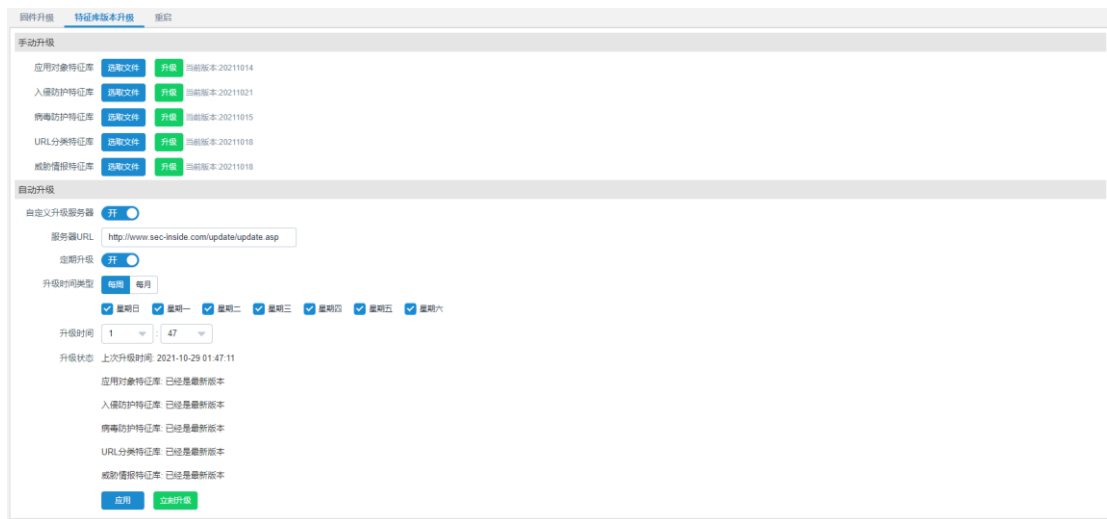 固件升级 特征库版本升级 重启
手动升级
应用对象特征库 选取文件 升级 当前版本:20211014
入侵防护特征库 选取文件 升级 当前版本:20211021
病毒防护特征库 选取文件 升级 当前版本:20211015
URL分类特征库 选取文件 升级 当前版本:20211018
威胁情报特征库 选取文件 升级 当前版本:20211018
自动升级
自定义升级服务器 开
服务器URL http://www.sec-inside.com/update/update.asp
定期升级 开
升级时间类型 每周 每月
星期日 星期一 星期二 星期三 星期四 星期五 星期六
升级时间 1 : 47
升级状态 上次升级时间: 2021-10-29 01:47:11
应用对象特征库: 已经是最新版本
入侵防护特征库: 已经是最新版本
病毒防护特征库: 已经是最新版本
URL分类特征库: 已经是最新版本
威胁情报特征库: 已经是最新版本
应用 立刻升级